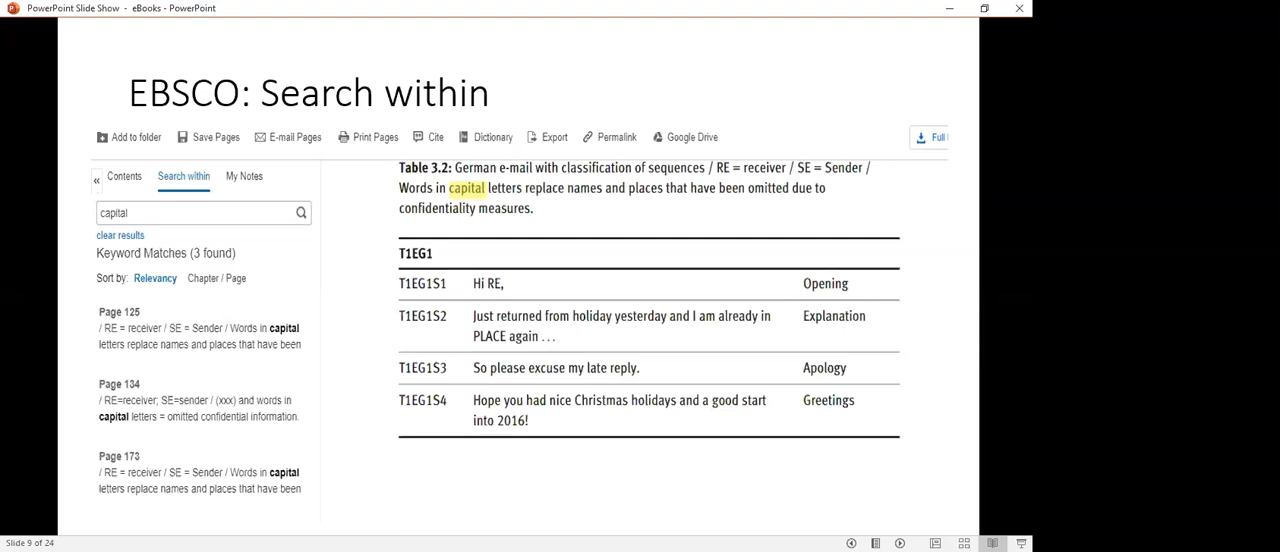 PowerPoint Slide Show - eBooks - PowerPoint
EBSCO: Search within
Add to folder Save Pages E-mail Pages Print Pages Cite Dictionary Export Permalink Google Drive Full
« Contents Search within My Notes
capital
clear results
Keyword Matches (3 found)
Sort by: Relevancy Chapter / Page
Page 125
/ RE = receiver / SE = Sender / Words in capital
letters replace names and places that have been
Page 134
/ RE=receiver; SE=sender / (xxx) and words in
capital letters = omitted confidential information.
Page 173
/ RE = receiver / SE = Sender / Words in capital
letters replace names and places that have been
Table 3.2: German e-mail with classification of sequences / RE = receiver / SE = Sender /
Words in capital letters replace names and places that have been omitted due to
confidentiality measures.
T1EG1
T1EG1S1 Hi RE, Opening
T1EG1S2 Just returned from holiday yesterday and I am already in Explanation
PLACE again ...
T1EG1S3 So please excuse my late reply. Apology
T1EG1S4 Hope you had nice Christmas holidays and a good start Greetings
into 2016!
Slide 9 of 24